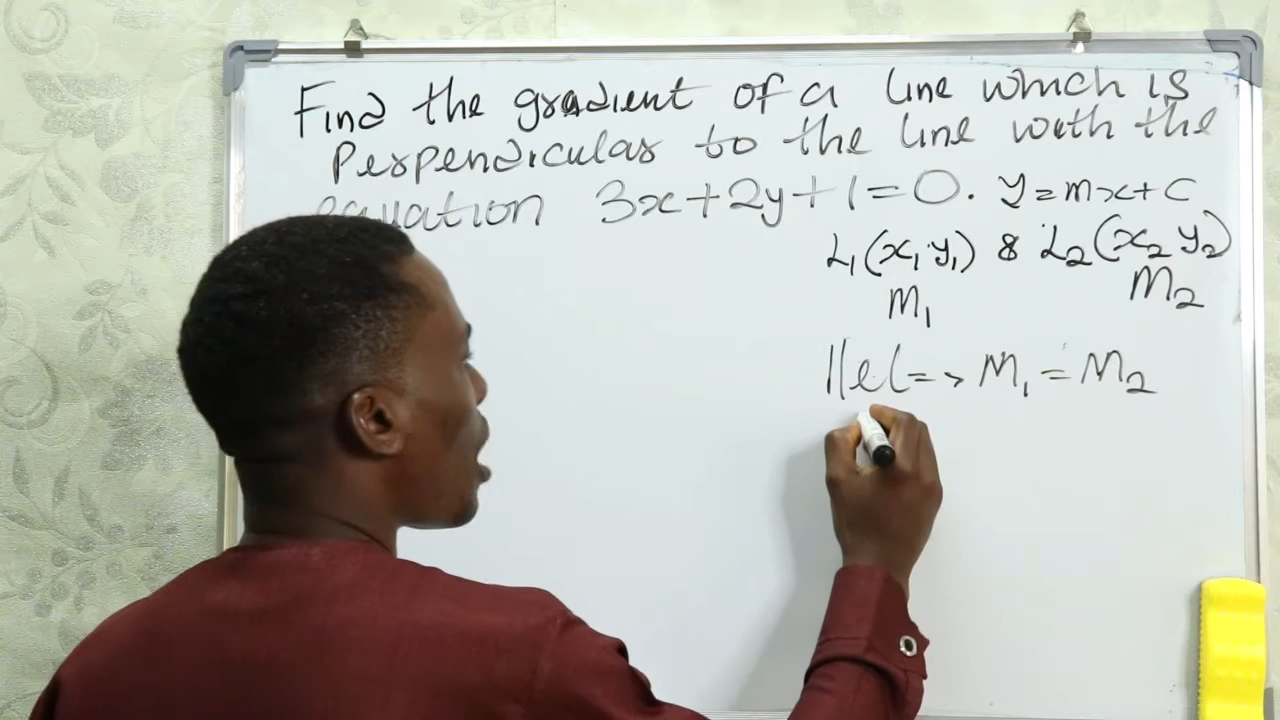 Find the gradient of a line which is
Perpendicular to the line with the
equation 3x+2y+1=0. y=mx+c
L₁(x₁ y₁) & L₂(x₂ y₂)
M₁ M₂
||el=> M₁=M₂